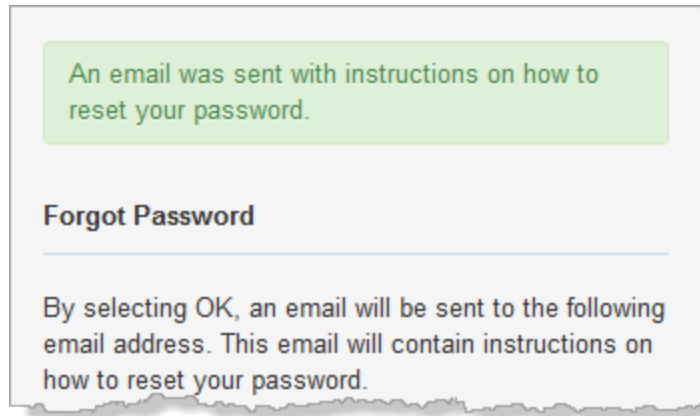 An email was sent with instructions on how to
reset your password.
Forgot Password
By selecting OK, an email will be sent to the following
email address. This email will contain instructions on
how to reset your password.